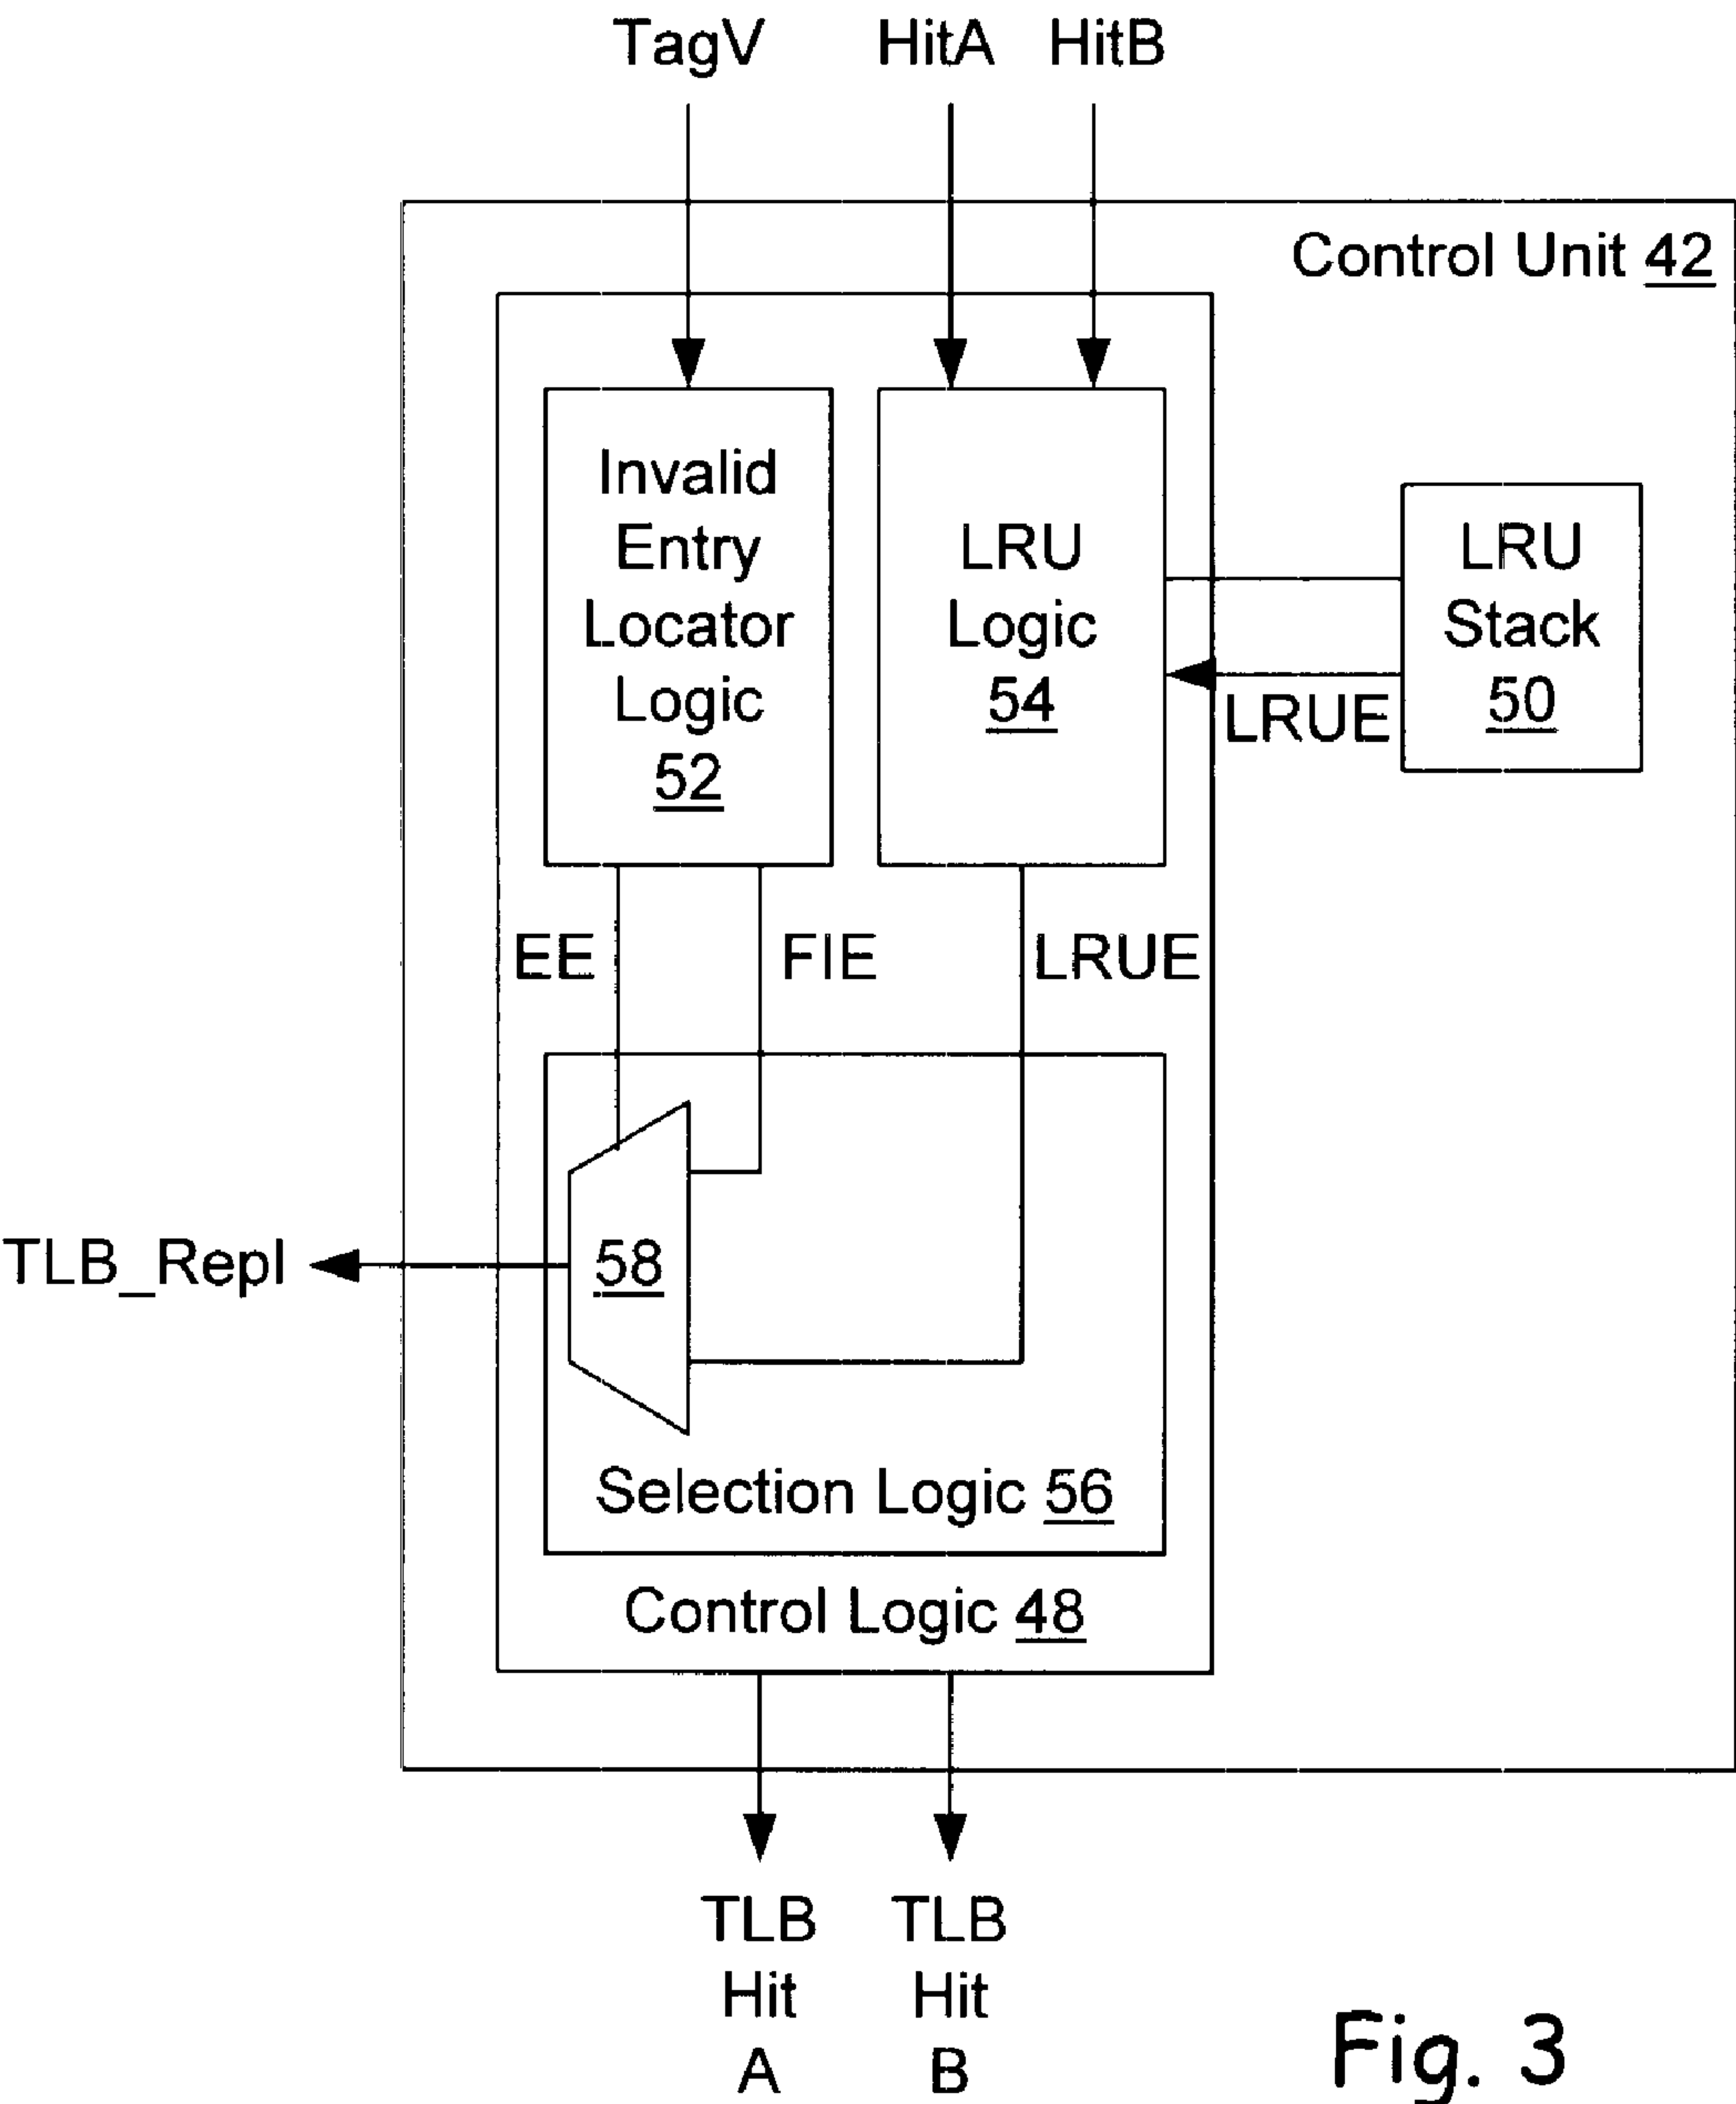 TagV HitA HitB
Control Unit 42
Invalid
Entry
Locator
Logic
52
LRU
Logic
54
LRU
Stack
50
LRUE
EE FIE LRUE
58
TLB_Repl
Selection Logic 56
Control Logic 48
TLB
Hit
A
TLB
Hit
B
Fig. 3